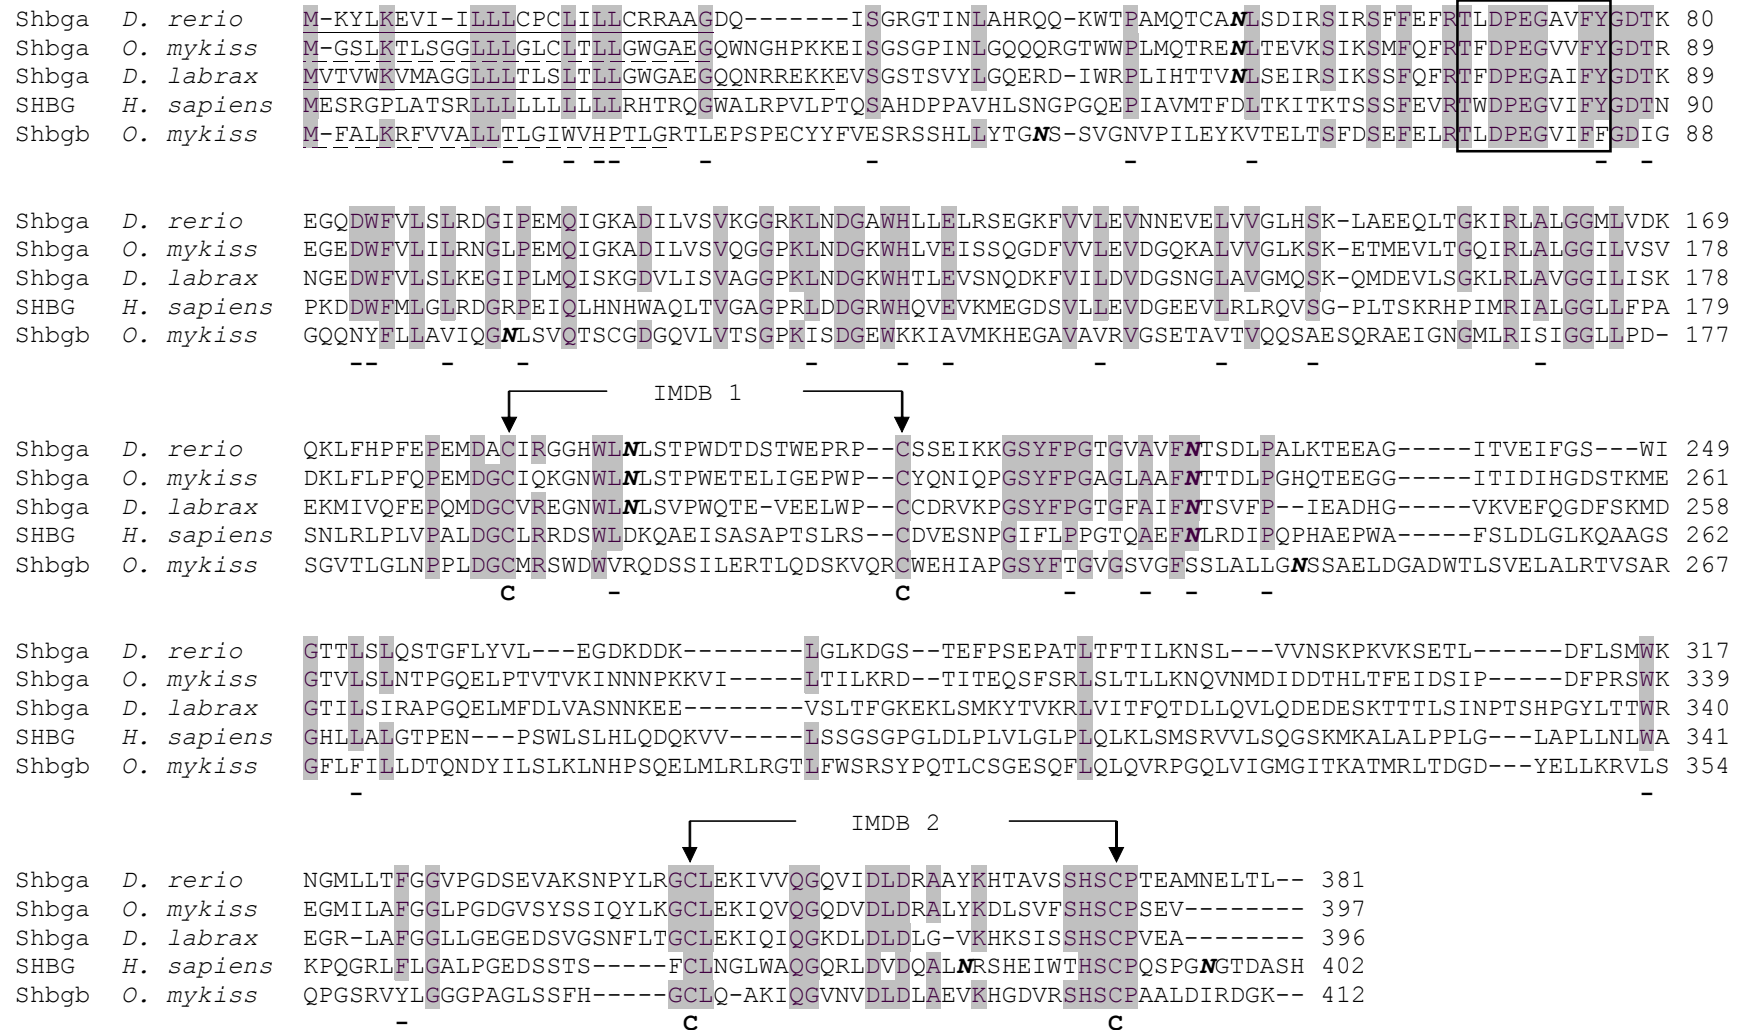 Shbga D. rerio M-KYLKEVI-ILLLCPCLILLCRRAAGDQ-------ISGRGTINLAHRQQ-KWTPAMQTCANLSDIRSIRSFFEFRTLDPEGAVFYGDTK 80
Shbga O. mykiss M-GSLKTLSGGLLLGLCLTLLGWGAEGQWNGHPKKEISGSGPINLGQQQRGTWWPLMQTRENLTEVKSIKSMFQFRTFDPEGVVFYGDTR 89
Shbga D. labrax MVTVWKVMAGGLLLTLSLTLLGWGAEGQQNRREKKEVSGSTSVYLGQERD-IWRPLIHTTVNLSEIRSIKSSFQFRTFDPEGAIFYGDTK 89
SHBG H. sapiens MESRGPLATSRLLLLLLLLLLRHTRQGWALRPVLPTQSAHDPPAVHLSNGPGQEPIAVMTFDLTKITKTSSSFEVRTWDPEGVIFYGDTN 90
Shbgb O. mykiss M-FALKRFVVALLTLGIWVHPTLGRTLEPSPECYYFVESRSSHLLYTGNS-SVGNVPILEYKVTELTSFDSEFELRTLDPEGVIFFGDIG 88
- - -- - - - - - -
Shbga D. rerio EGQDWFVLSLRDGIPEMQIGKADILVSVKGGRKLNDGAWHLLELRSEGKFVVLEVNNEVELVVGLHSK-LAEEQLTGKIRLALGGMLVDK 169
Shbga O. mykiss EGEDWFVLILRNGLPEMQIGKADILVSVQGGPKLNDGKWHLVEISSQGDFVVLEVDGQKALVVGLKSK-ETMEVLTGQIRLALGGILVSV 178
Shbga D. labrax NGEDWFVLSLKEGIPLMQISKGDVLISVAGGPKLNDGKWHTLEVSNQDKFVILDVDGSNGLAVGMQSK-QMDEVLSGKLRLAVGGILISK 178
SHBG H. sapiens PKDDWFMLGLRDGRPEIQLHNHWAQLTVGAGPRLDDGRWHQVEVKMEGDSVLLEVDGEEVLRLRQVSG-PLTSKRHPIMRIALGGLLFPA 179
Shbgb O. mykiss GQQNYFLLAVIQGNLSVQTSCGDGQVLVTSGPKISDGEWKKIAVMKHEGAVAVRVGSETAVTVQQSAESQRAEIGNGMLRISIGGLLPD- 177
-- - - - - - - - - -
IMDB 1
Shbga D. rerio QKLFHPFEPEMDACIRGGHWLNLSTPWDTDSTWEPRP--CSSEIKKGSYFPGTGVAVFNTSDLPALKTEEAG-----ITVEIFGS---WI 249
Shbga O. mykiss DKLFLPFQPEMDGCIQKGNWLNLSTPWETELIGEPWP--CYQNIQPGSYFPGAGLAAFNTTDLPGHQTEEGG-----ITIDIHGDSTKME 261
Shbga D. labrax EKMIVQFEPQMDGCVREGNWLNLSVPWQTE-VEELWP--CCDRVKPGSYFPGTGFAIFNTSVFP--IEADHG-----VKVEFQGDFSKMD 258
SHBG H. sapiens SNLRLPLVPALDGCLRRDSWLDKQAEISASAPTSLRS--CDVESNPGIFLPPGTQAEFNLRDIPQPHAEPWA-----FSLDLGLKQAAGS 262
Shbgb O. mykiss SGVTLGLNPPLDGCMRSWDWVRQDSSILERTLQDSKVQRCWEHIAPGSYFTGVGSVGFSSLALLGNSSAELDGADWTLSVELALRTVSAR 267
C - C - - - -
Shbga D. rerio GTTLSLQSTGFLYVL---EGDKDDK--------LGLKDGS--TEFPSEPATLTFTILKNSL---VVNSKPKVKSETL------DFLSMWK 317
Shbga O. mykiss GTVLSLNTPGQELPTVTVKINNNPKKVI-----LTILKRD--TITEQSFSRLSLTLLKNQVNMDIDDTHLTFEIDSIP-----DFPRSWK 339
Shbga D. labrax GTILSIRAPGQELMFDLVASNNKEE--------VSLTFGKEKLSMKYTVKRLVITFQTDLLQVLQDEDESKTTTLSINPTSHPGYLTTWR 340
SHBG H. sapiens GHLLALGTPEN---PSWLSLHLQDQKVV-----LSSGSGPGLDLPLVLGLPLQLKLSMSRVVLSQGSKMKALALPPLG---LAPLLNLWA 341
Shbgb O. mykiss GFLFILLDTQNDYILSLKLNHPSQELMLRLRGTLFWSRSYPQTLCSGESQFLQLQVRPGQLVIGMGITKATMRLTDGD---YELLKRVLS 354
- -
IMDB 2
Shbga D. rerio NGMLLTFGGVPGDSEVAKSNPYLRGCLEKIVVQGQVIDLDRAAYKHTAVSSHSCPTEAMNELTL-- 381
Shbga O. mykiss EGMILAFGGLPGDGVSYSSIQYLKGCLEKIQVQGQDVDLDRALYKDLSVFSHSCPSEV-------- 397
Shbga D. labrax EGR-LAFGGLLGEGEDSVGSNFLTGCLEKIQIQGKDLDLDLG-VKHKSISSHSCPVEA-------- 396
SHBG H. sapiens KPQGRLFLGALPGEDSSTS-----FCLNGLWAQGQRLDVDQALNRSHEIWTHSCPQSPGNGTDASH 402
Shbgb O. mykiss QPGSRVYLGGGPAGLSSFH-----GCLQ-AKIQGVNVDLDLAEVKHGDVRSHSCPAALDIRDGK-- 412
- C C